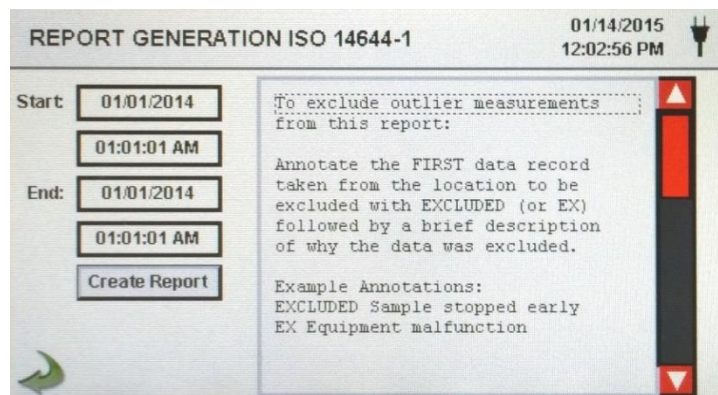 REPORT GENERATION ISO 14644-1
01/14/2015
12:02:56 PM
Start:
01/01/2014
01:01:01 AM
End:
01/01/2014
01:01:01 AM
Create Report
To exclude outlier measurements
from this report:
Annotate the FIRST data record
taken from the location to be
excluded with EXCLUDED (or EX)
followed by a brief description
of why the data was excluded.
Example Annotations:
EXCLUDED Sample stopped early
EX Equipment malfunction